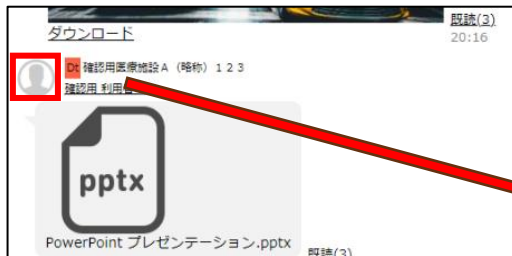 ダウンロード
既読(3)
20:16
Dt 確認用医療施設A（略称）１２３
確認用 利用
pptx
PowerPoint プレゼンテーション.pptx
既読(3)